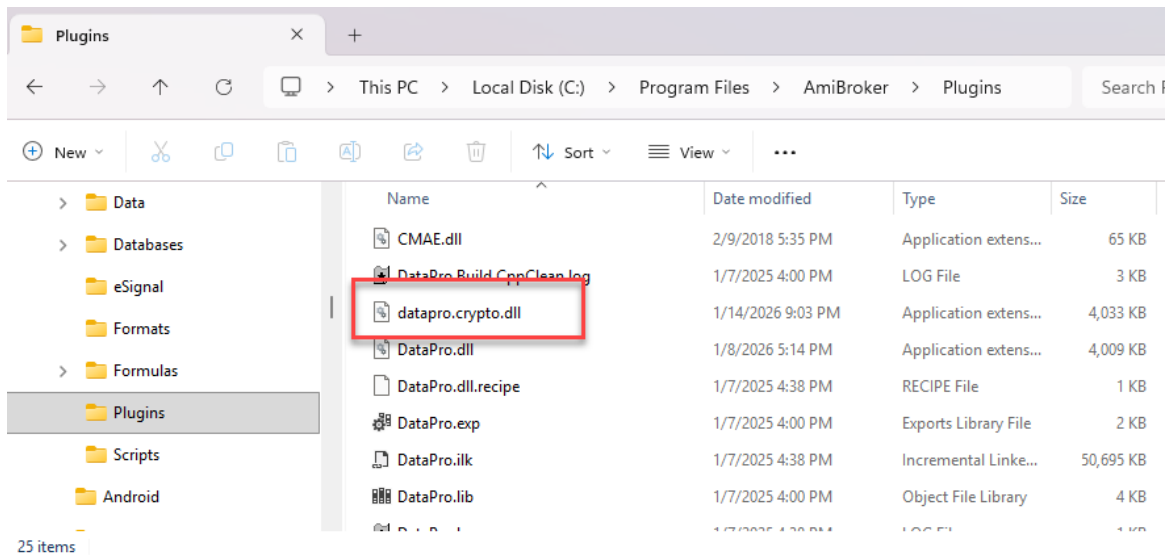 Plugins
This PC > Local Disk (C:) > Program Files > AmiBroker > Plugins
Search
New
Sort
View
Data
Databases
eSignal
Formats
Formulas
Plugins
Scripts
Android
Name Date modified Type Size
CMAE.dll 2/9/2018 5:35 PM Application extens... 65 KB
DataPro.Build.CppClean.log 1/7/2025 4:00 PM LOG File 3 KB
datapro.crypto.dll 1/14/2026 9:03 PM Application extens... 4,033 KB
DataPro.dll 1/8/2026 5:14 PM Application extens... 4,009 KB
DataPro.dll.recipe 1/7/2025 4:38 PM RECIPE File 1 KB
DataPro.exp 1/7/2025 4:00 PM Exports Library File 2 KB
DataPro.ilk 1/7/2025 4:38 PM Incremental Linke... 50,695 KB
DataPro.lib 1/7/2025 4:00 PM Object File Library 4 KB
25 items